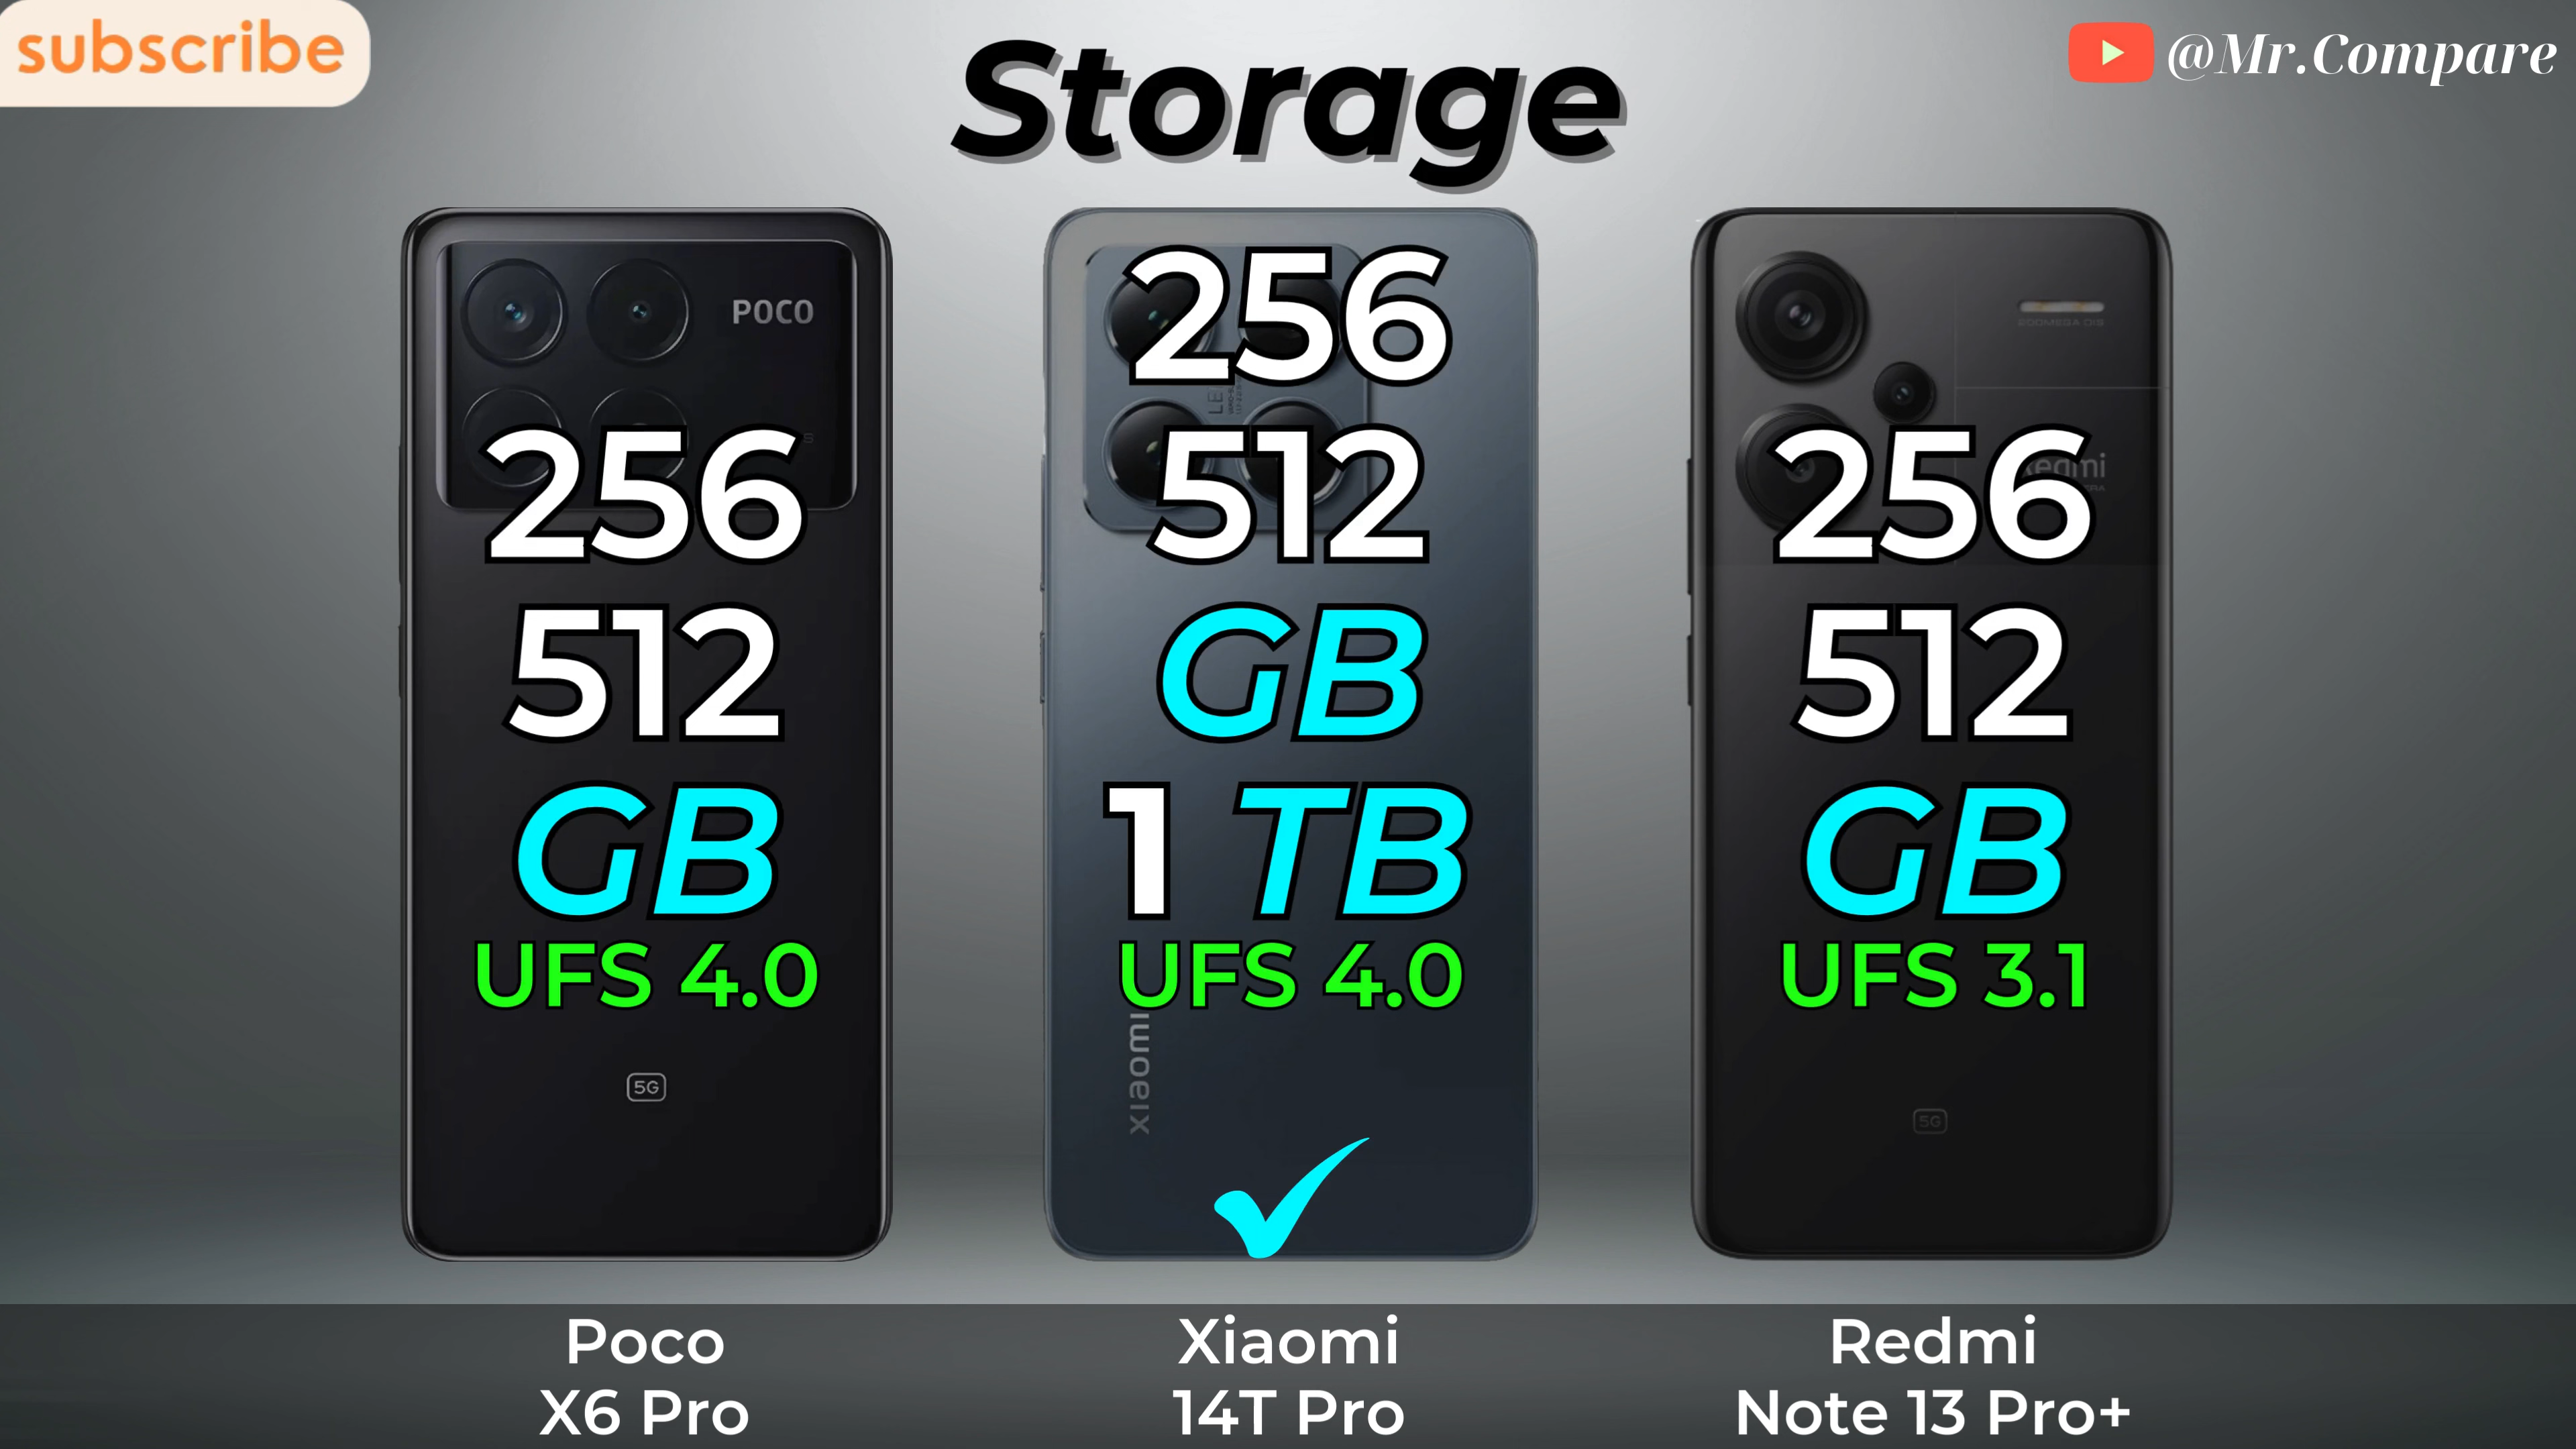 subscribe
@Mr.Compare
Storage
POCO
256
512
GB
UFS 4.0
5G
256
512
GB
1 TB
UFS 4.0
xiaomi
256
512
GB
UFS 3.1
5G
Poco
X6 Pro
Xiaomi
14T Pro
Redmi
Note 13 Pro+